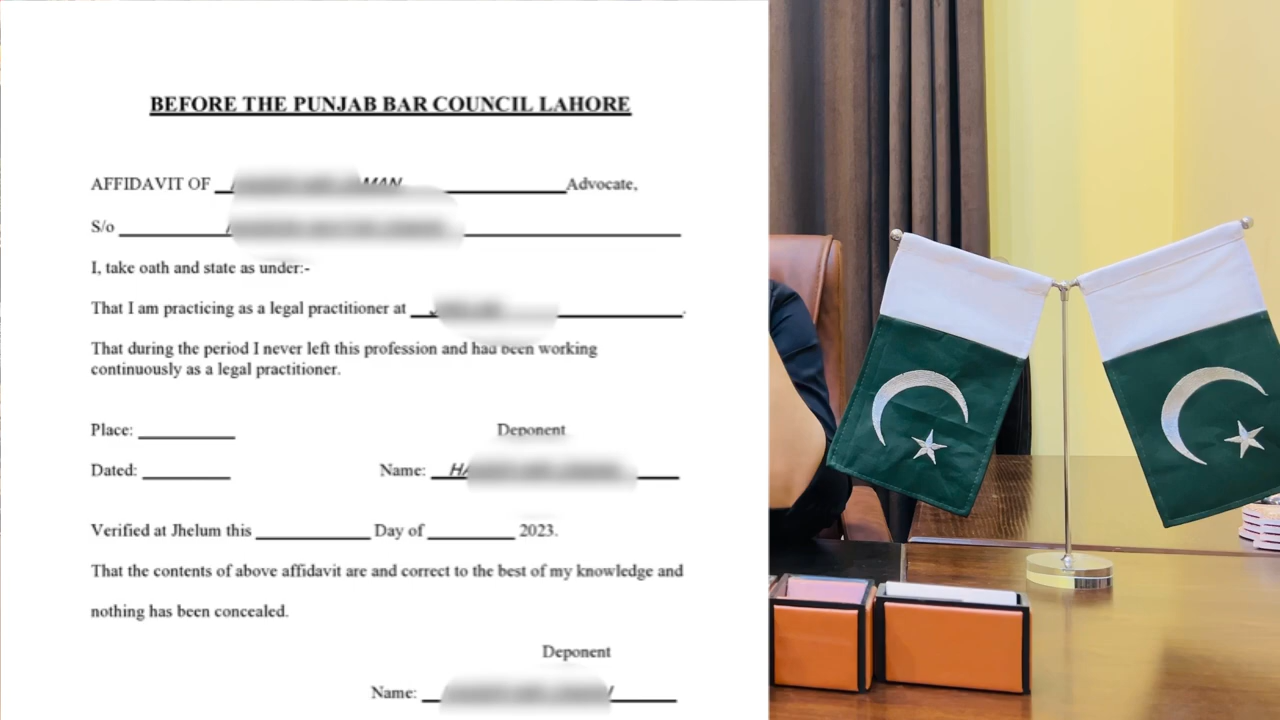 BEFORE THE PUNJAB BAR COUNCIL LAHORE
AFFIDAVIT OF Advocate,
S/o
I, take oath and state as under:-
That I am practicing as a legal practitioner at .
That during the period I never left this profession and had been working
continuously as a legal practitioner.
Place:
Deponent
Dated:
Name:
Verified at Jhelum this Day of 2023.
That the contents of above affidavit are and correct to the best of my knowledge and
nothing has been concealed.
Deponent
Name: